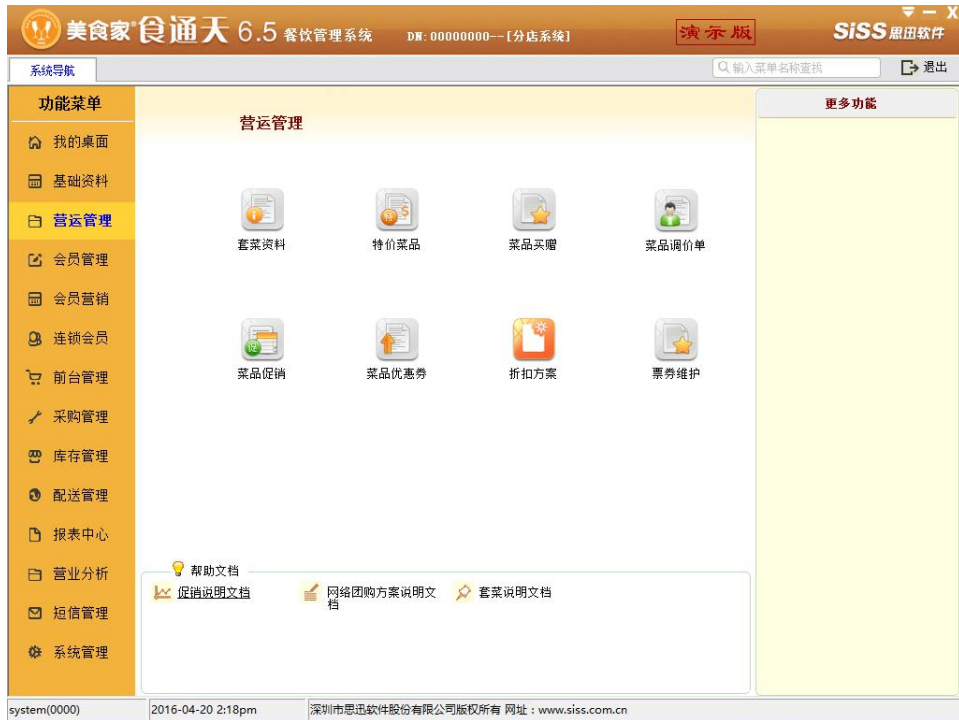 美食家®食通天 6.5 餐饮管理系统 DN:00000000--[分店系统] 演示版 SiSS思迅软件
系统导航 输入菜单名称查找 退出
功能菜单
我的桌面
基础资料
营运管理
会员管理
会员营销
连锁会员
前台管理
采购管理
库存管理
配送管理
报表中心
营业分析
短信管理
系统管理
营运管理
套菜资料 特价菜品 菜品买赠 菜品调价单
菜品促销 菜品优惠券 折扣方案 票券维护
帮助文档
促销说明文档 网络团购方案说明文 套菜说明文档
档
更多功能
system(0000) 2016-04-20 2:18pm 深圳市思迅软件股份有限公司版权所有 网址：www.siss.com.cn